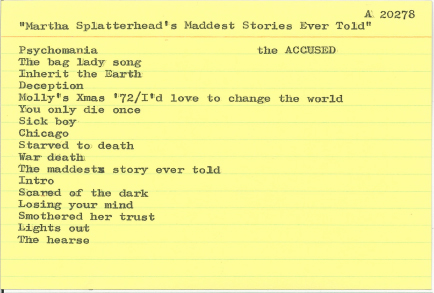 A 20278
"Martha Splatterhead's Maddest Stories Ever Told"
Psychomania the ACCUSED
The bag lady song
Inherit the Earth
Deception
Molly's Xmas '72/I'd love to change the world
You only die once
Sick boy
Chicago
Starved to death
War death
The maddests story ever told
Intro
Scared of the dark
Losing your mind
Smothered her trust
Lights out
The hearse